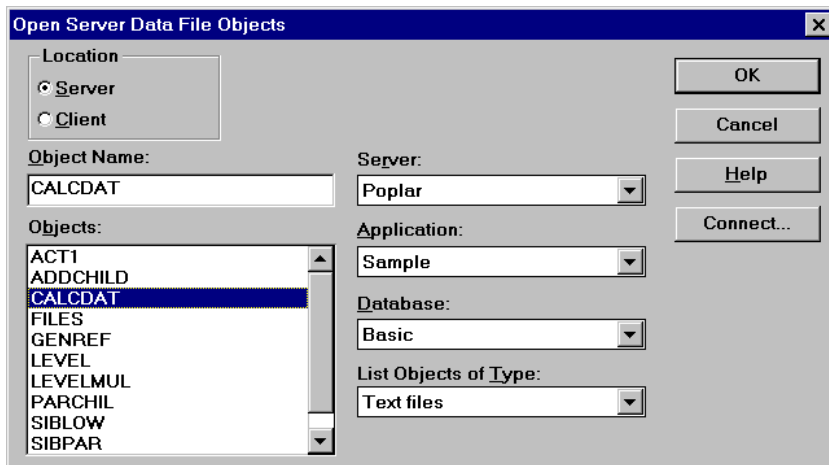 Open Server Data File Objects
Location
Server
Client
Object Name:
CALCDAT
Objects:
ACT1
ADDCHILD
CALCDAT
FILES
GENREF
LEVEL
LEVELMUL
PARCHIL
SIBLOW
SIBPAR
Server:
Poplar
Application:
Sample
Database:
Basic
List Objects of Type:
Text files
OK
Cancel
Help
Connect...